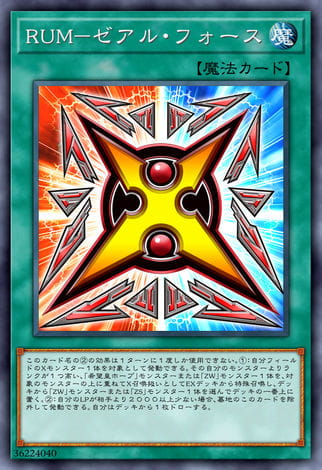 RUM－ゼアル・フォース
魔
【魔法カード】
このカード名の②の効果は１ターンに１度しか使用できない。①：自分フィール
ドのXモンスター１体を対象として発動できる。その自分のモンスターよりラ
ンクが１つ高い、「希望皇ホープ」モンスターまたは「ZW」モンスター１体を、対
象のモンスターの上に重ねてX召喚扱いとしてEXデッキから特殊召喚し、デッ
キから「ZW」モンスターまたは「ZS」モンスター１体を選んでデッキの一番上に
置く。②：自分のLPが相手より２０００以上少ない場合、墓地のこのカードを除
外して発動できる。自分はデッキから１枚ドローする。
36224040